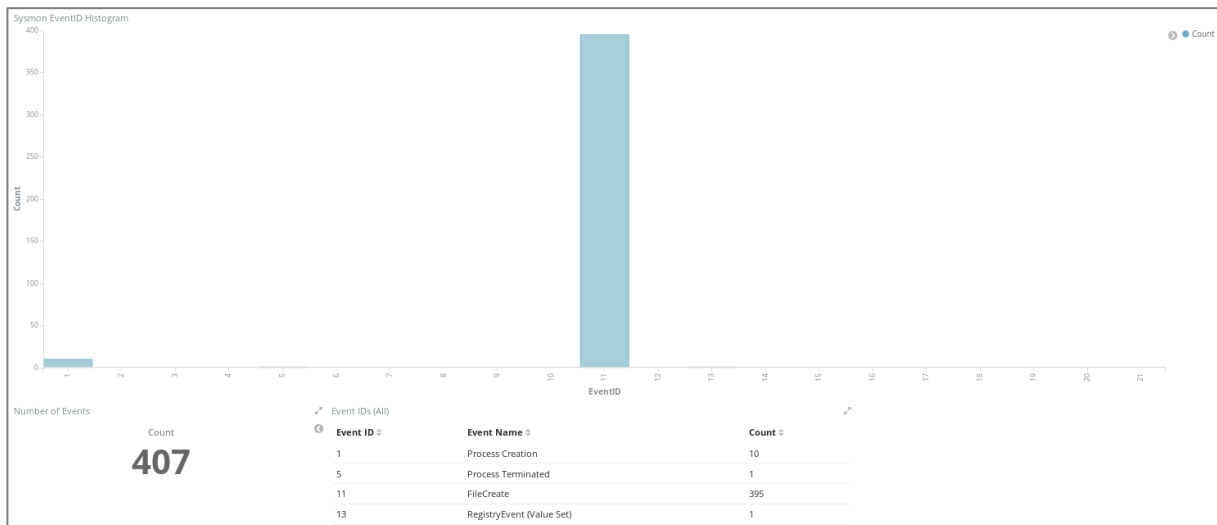 Sysmon EventID Histogram
Count
400
350
300
250
200
150
100
50
0
Count
1 2 3 4 5 6 7 8 9 10 11 12 13 14 15 16 17 18 19 20 21
EventID
Number of Events
Count
407
Event IDs (All)
Event ID Event Name Count
1 Process Creation 10
5 Process Terminated 1
11 FileCreate 395
13 RegistryEvent (Value Set) 1